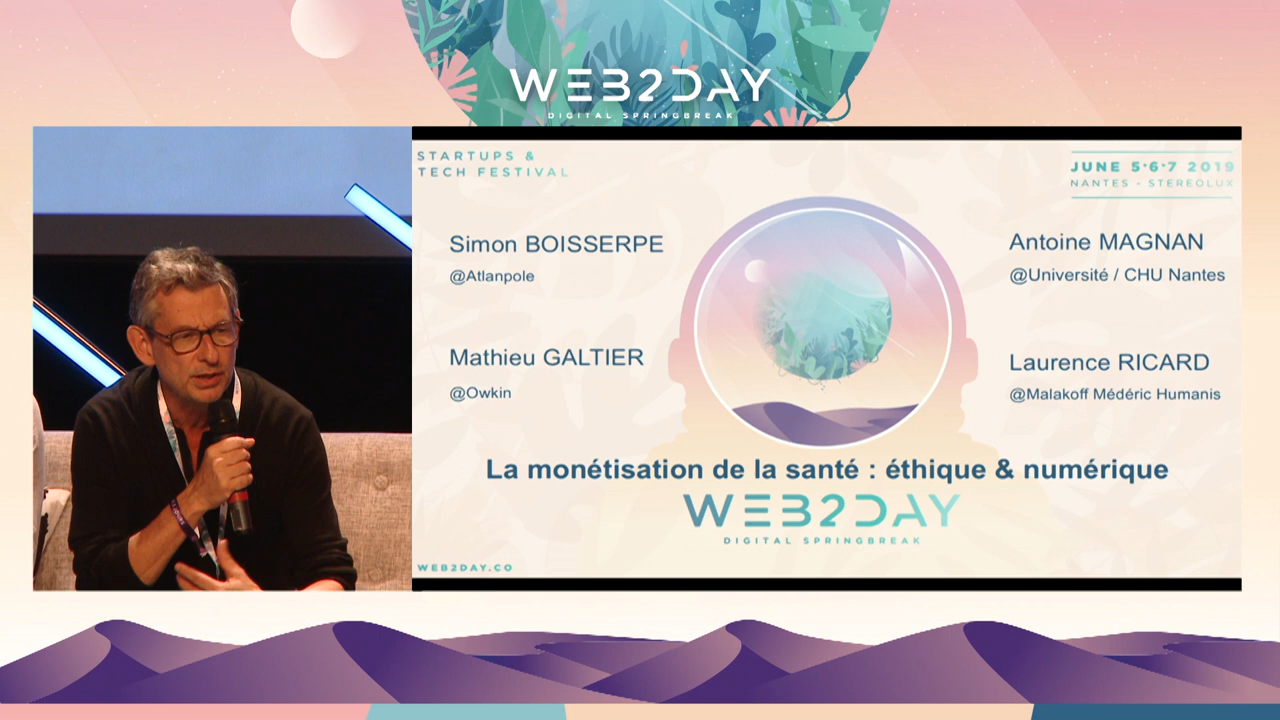 WEB2DAY
DIGITAL SPRINGBREAK
STARTUPS &
TECH FESTIVAL
JUNE 5•6•7 2019
NANTES • STEREOLUX
Simon BOISSERPE
@Atlanpole
Antoine MAGNAN
@Université / CHU Nantes
Mathieu GALTIER
@Owkin
Laurence RICARD
@Malakoff Médéric Humanis
La monétisation de la santé : éthique & numérique
WEB2DAY
DIGITAL SPRINGBREAK
WEB2DAY.CO